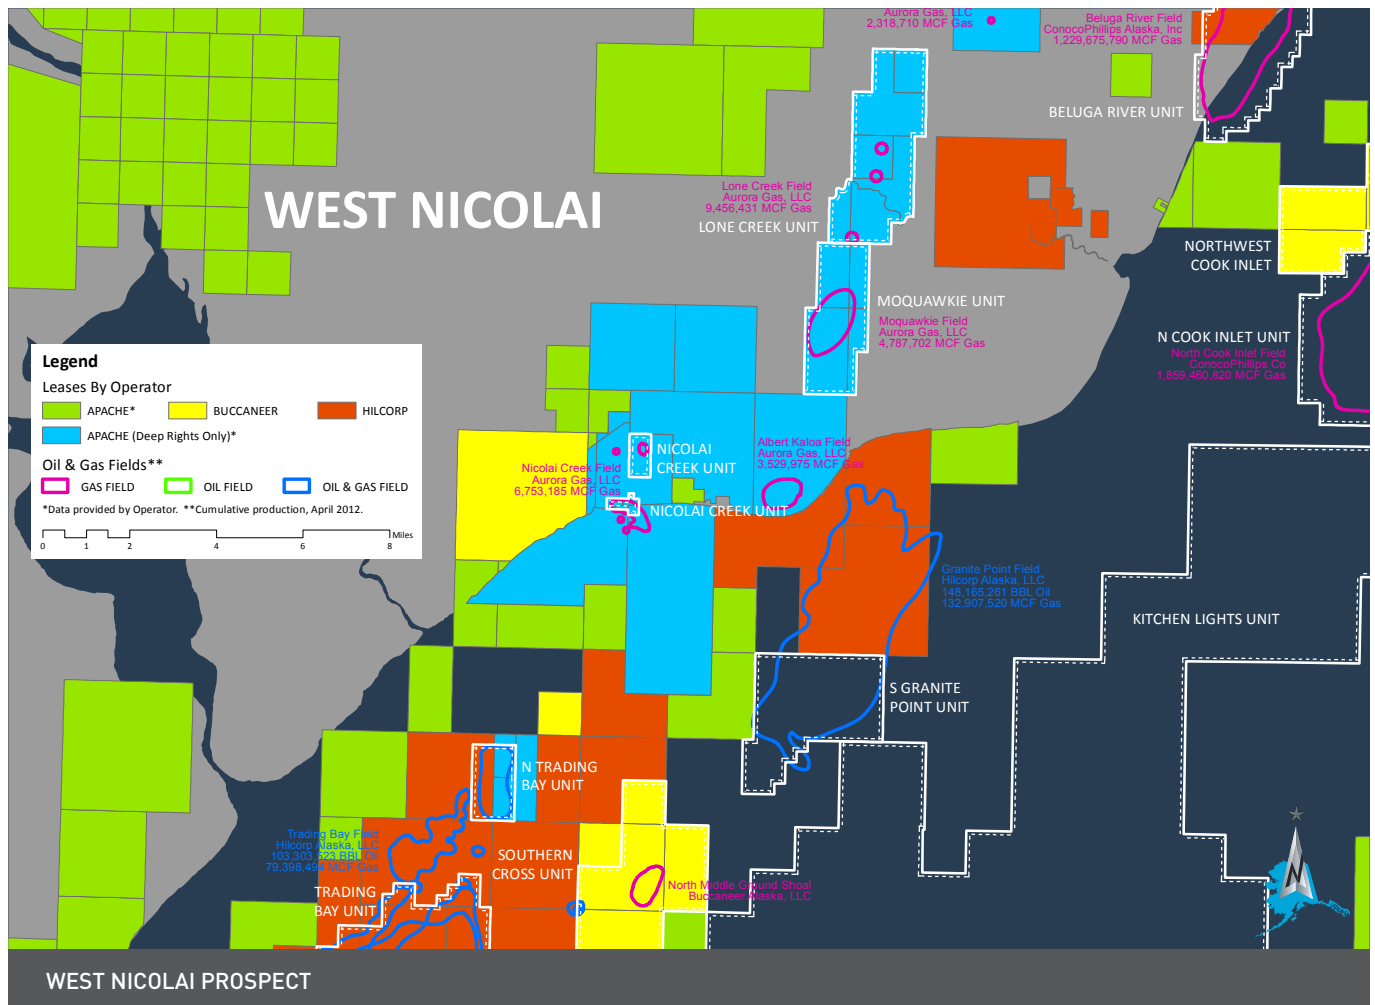 Aurora Gas, LLC
2,318,710 MCF Gas
Beluga River Field
ConocoPhillips Alaska, Inc
1,229,675,790 MCF Gas
BELUGA RIVER UNIT
WEST NICOLAI
Lone Creek Field
Aurora Gas, LLC
9,456,431 MCF Gas
LONE CREEK UNIT
NORTHWEST
COOK INLET
MOQUAWKIE UNIT
Moquawkie Field
Aurora Gas, LLC
4,787,702 MCF Gas
N COOK INLET UNIT
North Cook Inlet Field
ConocoPhillips Co
1,859,460,820 MCF Gas
Legend
Leases By Operator
APACHE*
BUCCANEER
HILCORP
APACHE (Deep Rights Only)*
Oil & Gas Fields**
GAS FIELD
OIL FIELD
OIL & GAS FIELD
*Data provided by Operator. **Cumulative production, April 2012.
Miles
0 1 2 4 6 8
NICOLAI
CREEK UNIT
Albert Kaloa Field
Aurora Gas, LLC
3,529,975 MCF Gas
Nicolai Creek Field
Aurora Gas, LLC
6,753,185 MCF Gas
NICOLAI CREEK UNIT
Granite Point Field
Hilcorp Alaska, LLC
148,165,261 BBL Oil
132,907,520 MCF Gas
KITCHEN LIGHTS UNIT
S GRANITE
POINT UNIT
N TRADING
BAY UNIT
Trading Bay Field
Hilcorp Alaska, LLC
103,303,623 BBL Oil
79,398,494 MCF Gas
SOUTHERN
CROSS UNIT
TRADING
BAY UNIT
North Middle Ground Shoal
Buccaneer Alaska, LLC
N
WEST NICOLAI PROSPECT